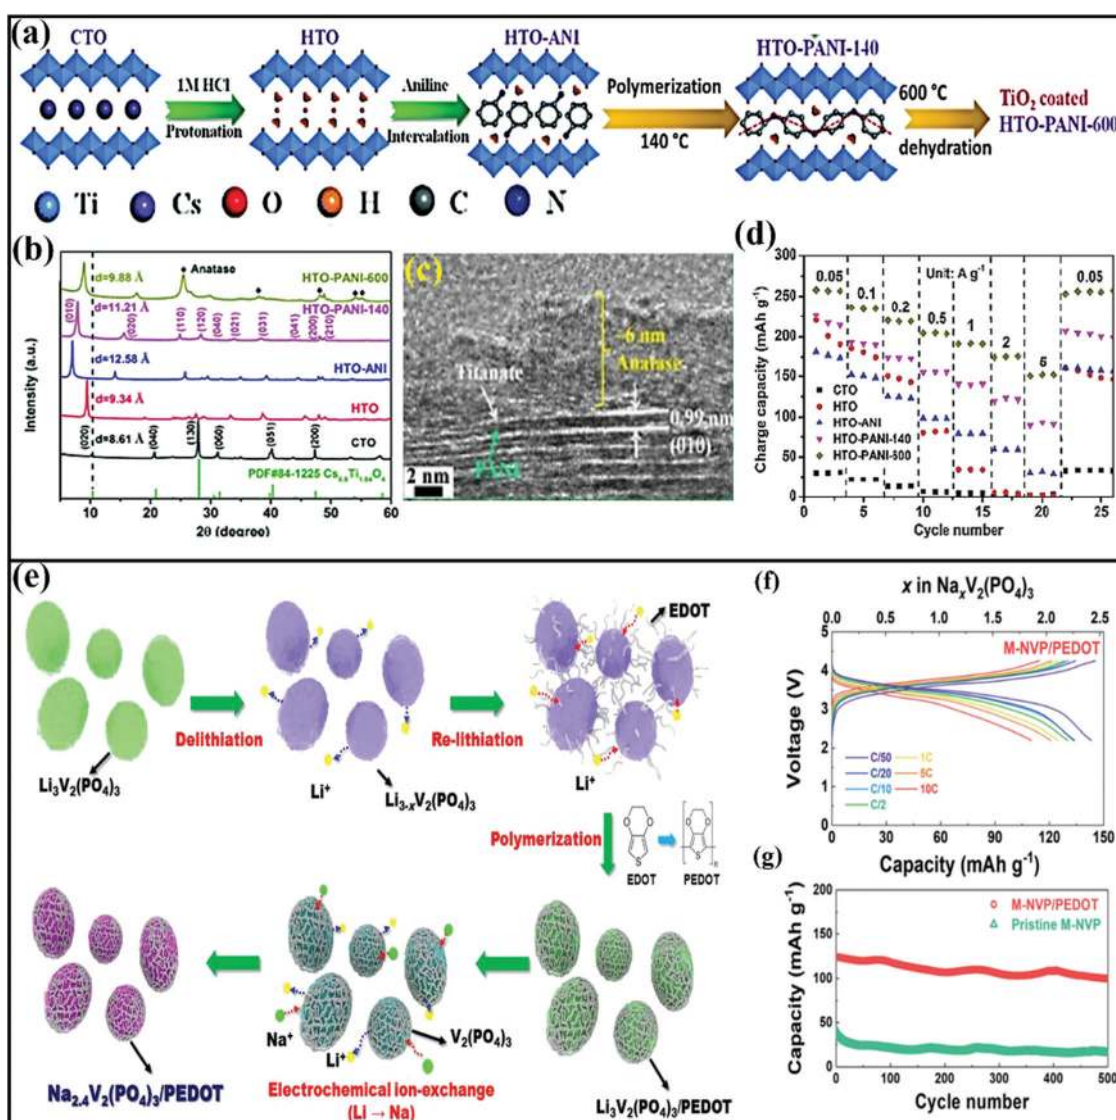 (a)
CTO
HTO
HTO-ANI
HTO-PANI-140
1M HCl
Protonation
Aniline
Intercalation
Polymerization
140 °C
600 °C
dehydration
TiO2 coated
HTO-PANI-600
Ti
Cs
O
H
C
N
(b)
Intensity (a.u.)
d=9.88 Å
Anatase
HTO-PANI-600
(010)
d=11.21 Å
HTO-PANI-140
(020)
(110)
(120)
(040)
(021)
(031)
(041)
(200)
(210)
d=12.58 Å
HTO-ANI
d=9.34 Å
HTO
(020)
d=8.61 Å
(040)
(130)
(060)
(051)
(200)
CTO
10
20
30
40
50
60
2θ (degree)
(c)
~6 nm
Anatase
Titanate
0.99 nm
(010)
PANI
2 nm
(d)
Charge capacity (mAh g-1)
300
250
200
150
100
50
0
Unit: A g-1
0.05
0.1
0.2
0.5
1
2
5
0.05
CTO
HTO
HTO-ANI
HTO-PANI-140
HTO-PANI-600
0
5
10
15
20
25
Cycle number
(e)
Li3V2(PO4)3
Delithiation
Li+
Li3-xV2(PO4)3
Re-lithiation
EDOT
Li+
Polymerization
EDOT
PEDOT
Na2.4V2(PO4)3/PEDOT
Na+
Li+
V2(PO4)3
Electrochemical ion-exchange
(Li → Na)
Li3V2(PO4)3/PEDOT
(f)
x in NaxV2(PO4)3
0.0
0.5
1.0
1.5
2.0
2.5
M-NVP/PEDOT
Voltage (V)
5
4
3
2
1
0
C/50
1C
C/20
5C
C/10
10C
C/2
0
30
60
90
120
150
Capacity (mAh g-1)
(g)
Capacity (mAh g-1)
200
150
100
50
0
M-NVP/PEDOT
Pristine M-NVP
0
100
200
300
400
500
Cycle number